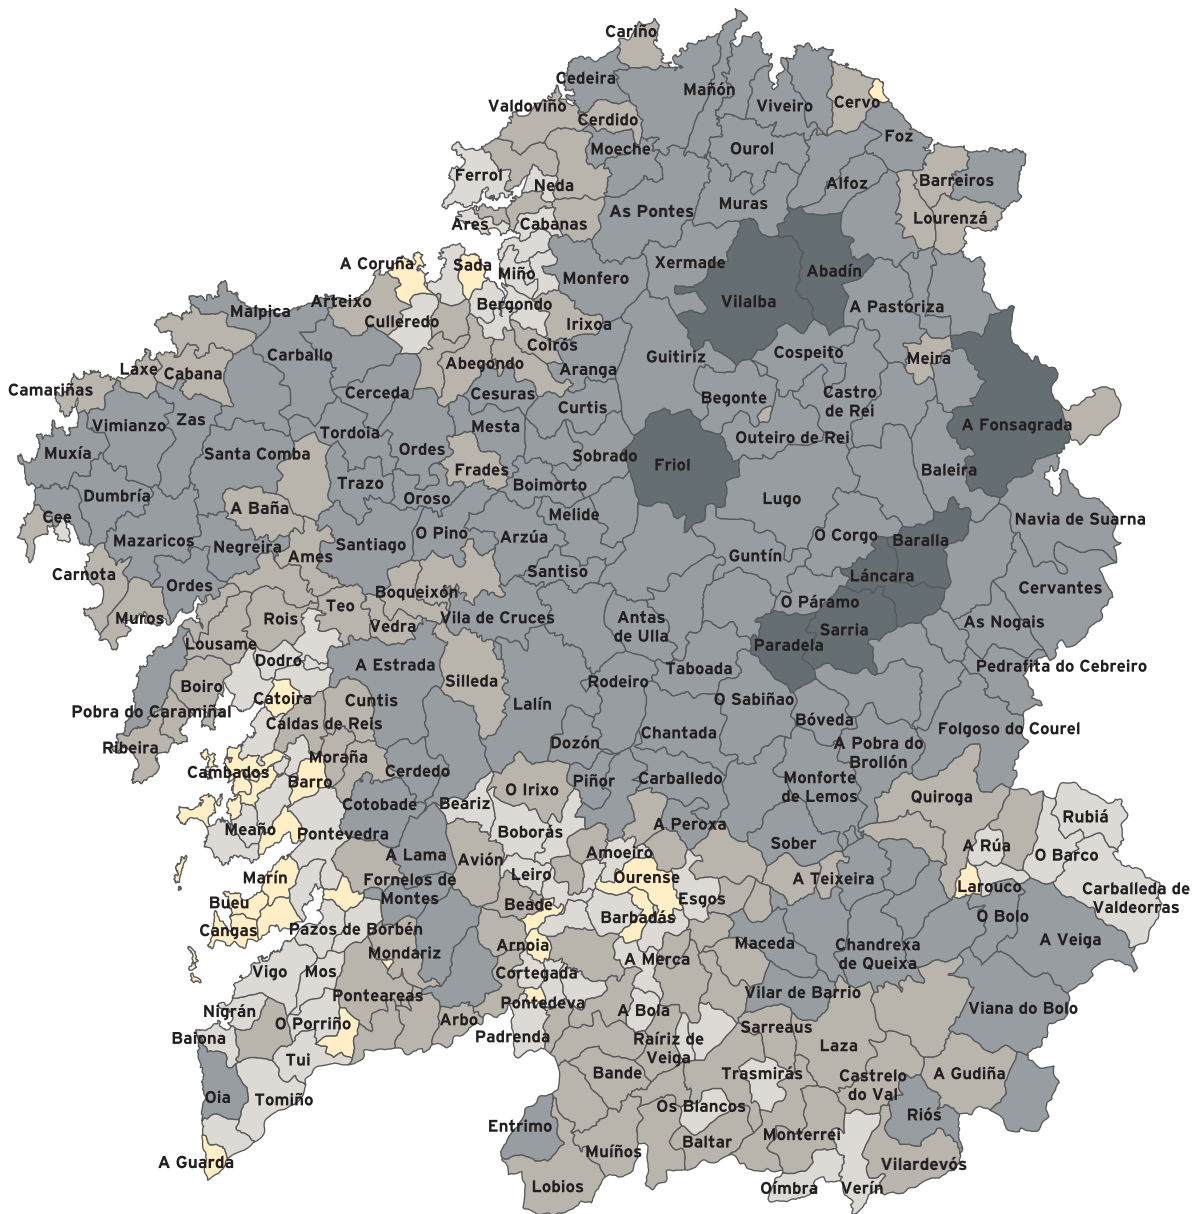 Cariño
Cedeira
Mañón
Valdoviño
Viveiro
Cervo
Cerdido
Foz
Moeche
Ourol
Ferrol
Neda
Alfoz
Barreiros
As Pontes
Muras
Lourenzá
Ares
Cabanas
A Coruña
Sada
Miño
Monfero
Xermade
Abadín
Malpica
Arteixo
Bergondo
Vilalba
A Pastoriza
Culleredo
Irixoa
Coirós
Carballo
Guitiriz
Cospeito
Meira
Laxe
Cabana
Abegondo
Aranga
Camariñas
Cerceda
Cesuras
Curtis
Begonte
Castro
de Rei
Vimianzo
Zas
Tordoia
Mesta
Outeiro de Rei
A Fonsagrada
Muxía
Santa Comba
Ordes
Sobrado
Friol
Frades
Baleira
Trazo
Boimorto
Dumbría
Oroso
Lugo
A Baña
Melide
Cee
Navia de Suarna
Mazaricos
Negreira
Santiago
O Pino
Arzúa
O Corgo
Baralla
Ames
Guntín
Carnota
Santiso
Láncara
Ordes
Boqueixón
Cervantes
Muros
Rois
Teo
Vedra
Vila de Cruces
Antas
de Ulla
O Páramo
Sarria
As Nogais
Lousame
Paradela
Dodro
A Estrada
Taboada
Pedrafita do Cebreiro
Boiro
Silleda
Rodeiro
Catoira
Cuntis
Lalín
O Sabiñao
Pobra do Caramiñal
Caldas de Reis
Bóveda
Folgoso do Courel
Ribeira
Dozón
Chantada
A Pobra do
Brollón
Moraña
Cambados
Barro
Cerdedo
Piñor
Carballedo
Monforte
de Lemos
O Irixo
Quiroga
Cotobade
Beariz
Rubiá
Meaño
Pontevedra
Boborás
A Peroxa
Sober
A Rúa
O Barco
A Lama
Avión
Amoeiro
Marín
Fornelos de
Montes
Leiro
Ourense
A Teixeira
Larouco
Carballeda de
Valdeorras
Bueu
Beade
Esgos
Cangas
Pazos de Borbén
Barbadás
O Bolo
Mondariz
Arnoia
Maceda
Chandrexa
de Queixa
A Veiga
Vigo
Mos
Cortegada
A Merca
Ponteareas
Pontedeva
Vilar de Barrio
Viana do Bolo
Nigrán
O Porriño
Arbo
A Bola
Baiona
Padrenda
Raíriz de
Veiga
Sarreaus
Laza
Tui
Bande
Trasmirás
Castrelo
do Val
A Gudiña
Oia
Tomiño
Os Blancos
Riós
Entrimo
Baltar
Monterrei
A Guarda
Muíños
Vilardevós
Lobios
Oímbra
Verín